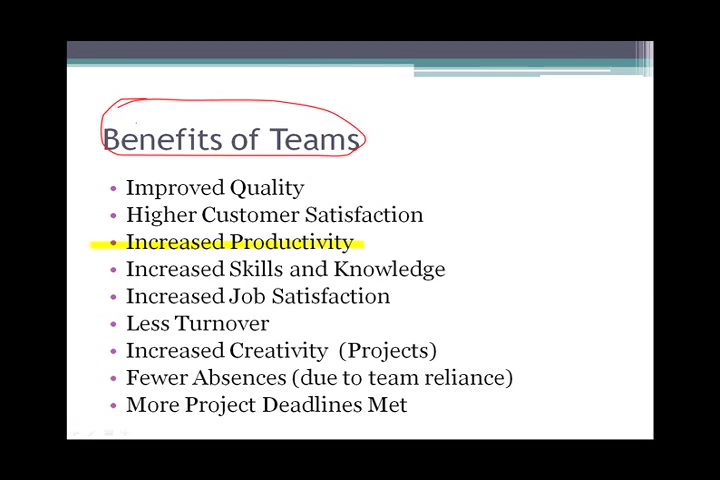 Benefits of Teams
• Improved Quality
• Higher Customer Satisfaction
• Increased Productivity
• Increased Skills and Knowledge
• Increased Job Satisfaction
• Less Turnover
• Increased Creativity (Projects)
• Fewer Absences (due to team reliance)
• More Project Deadlines Met